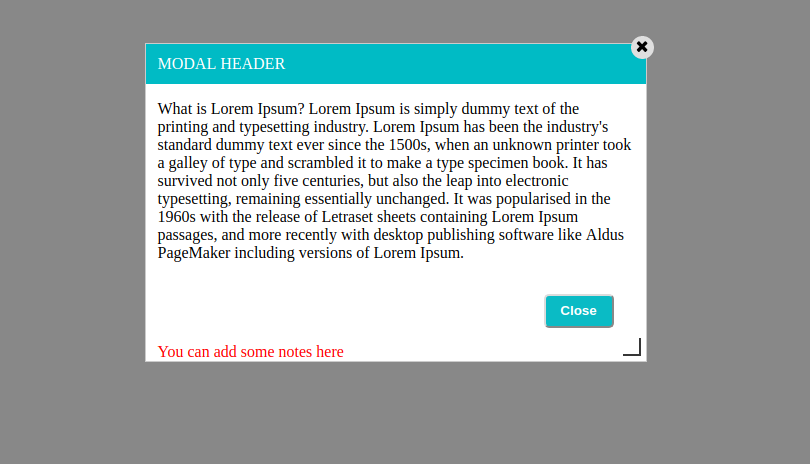 MODAL HEADER
What is Lorem Ipsum? Lorem Ipsum is simply dummy text of the
printing and typesetting industry. Lorem Ipsum has been the industry's
standard dummy text ever since the 1500s, when an unknown printer took
a galley of type and scrambled it to make a type specimen book. It has
survived not only five centuries, but also the leap into electronic
typesetting, remaining essentially unchanged. It was popularised in the
1960s with the release of Letraset sheets containing Lorem Ipsum
passages, and more recently with desktop publishing software like Aldus
PageMaker including versions of Lorem Ipsum.
Close
You can add some notes here